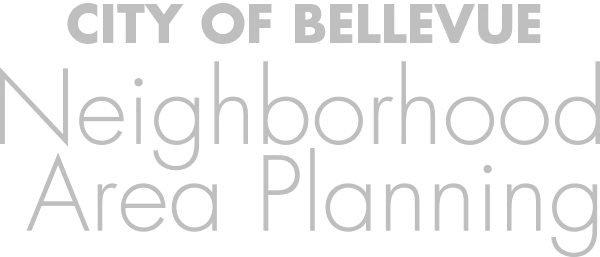 CITY OF BELLEVUE
Neighborhood
Area Planning